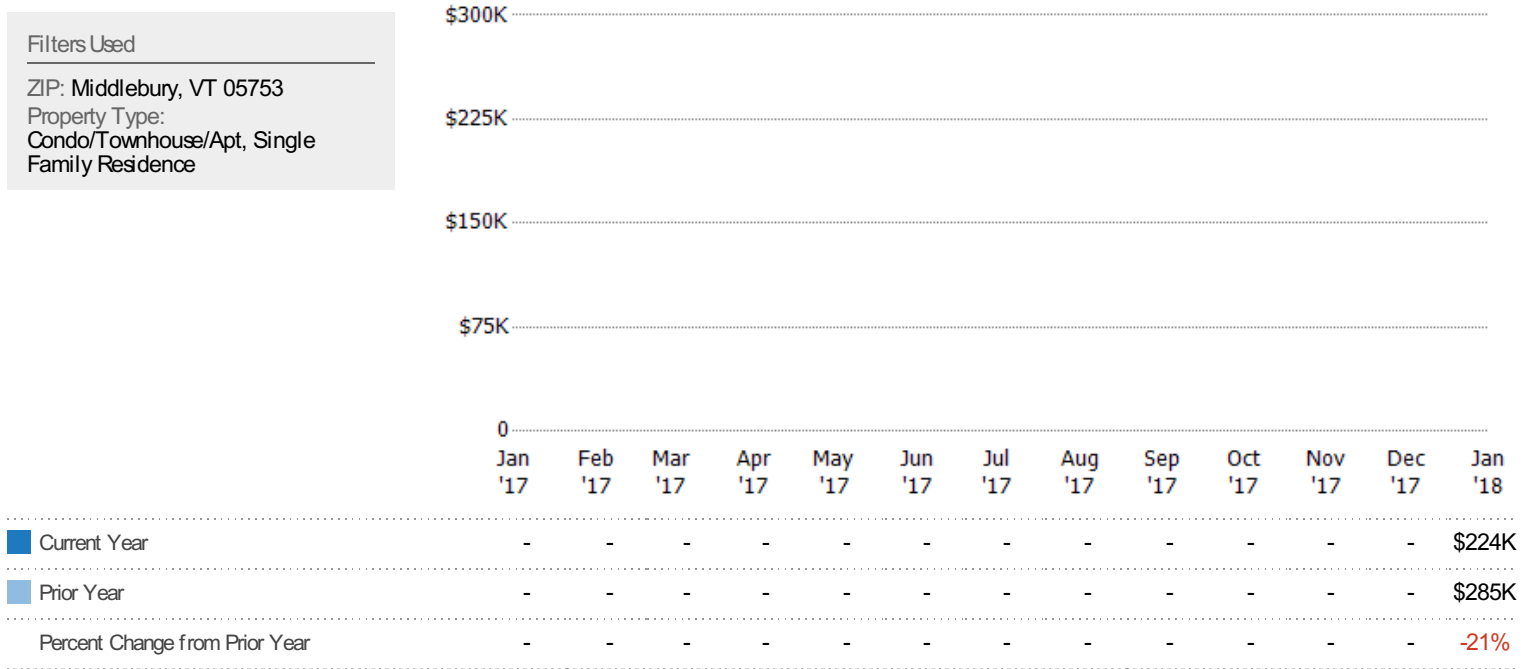 Filters Used
ZIP: Middlebury, VT 05753
Property Type:
Condo/Townhouse/Apt, Single
Family Residence
$300K
$225K
$150K
$75K
0
Jan Feb Mar Apr May Jun Jul Aug Sep Oct Nov Dec Jan
'17 '17 '17 '17 '17 '17 '17 '17 '17 '17 '17 '17 '18
Current Year - - - - - - - - - - - - $224K
Prior Year - - - - - - - - - - - - $285K
Percent Change from Prior Year - - - - - - - - - - - - -21%